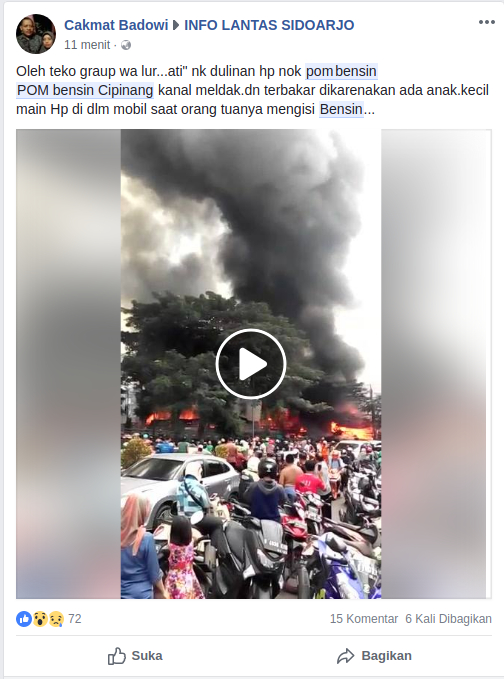 Cakmat Badowi INFO LANTAS SIDOARJO
11 menit ·
Oleh teko graup wa lur...ati" nk dulinan hp nok pom bensin
POM bensin Cipinang kanal meldak.dn terbakar dikarenakan ada anak.kecil
main Hp di dlm mobil saat orang tuanya mengisi Bensin...
72 15 Komentar 6 Kali Dibagikan
Suka Bagikan